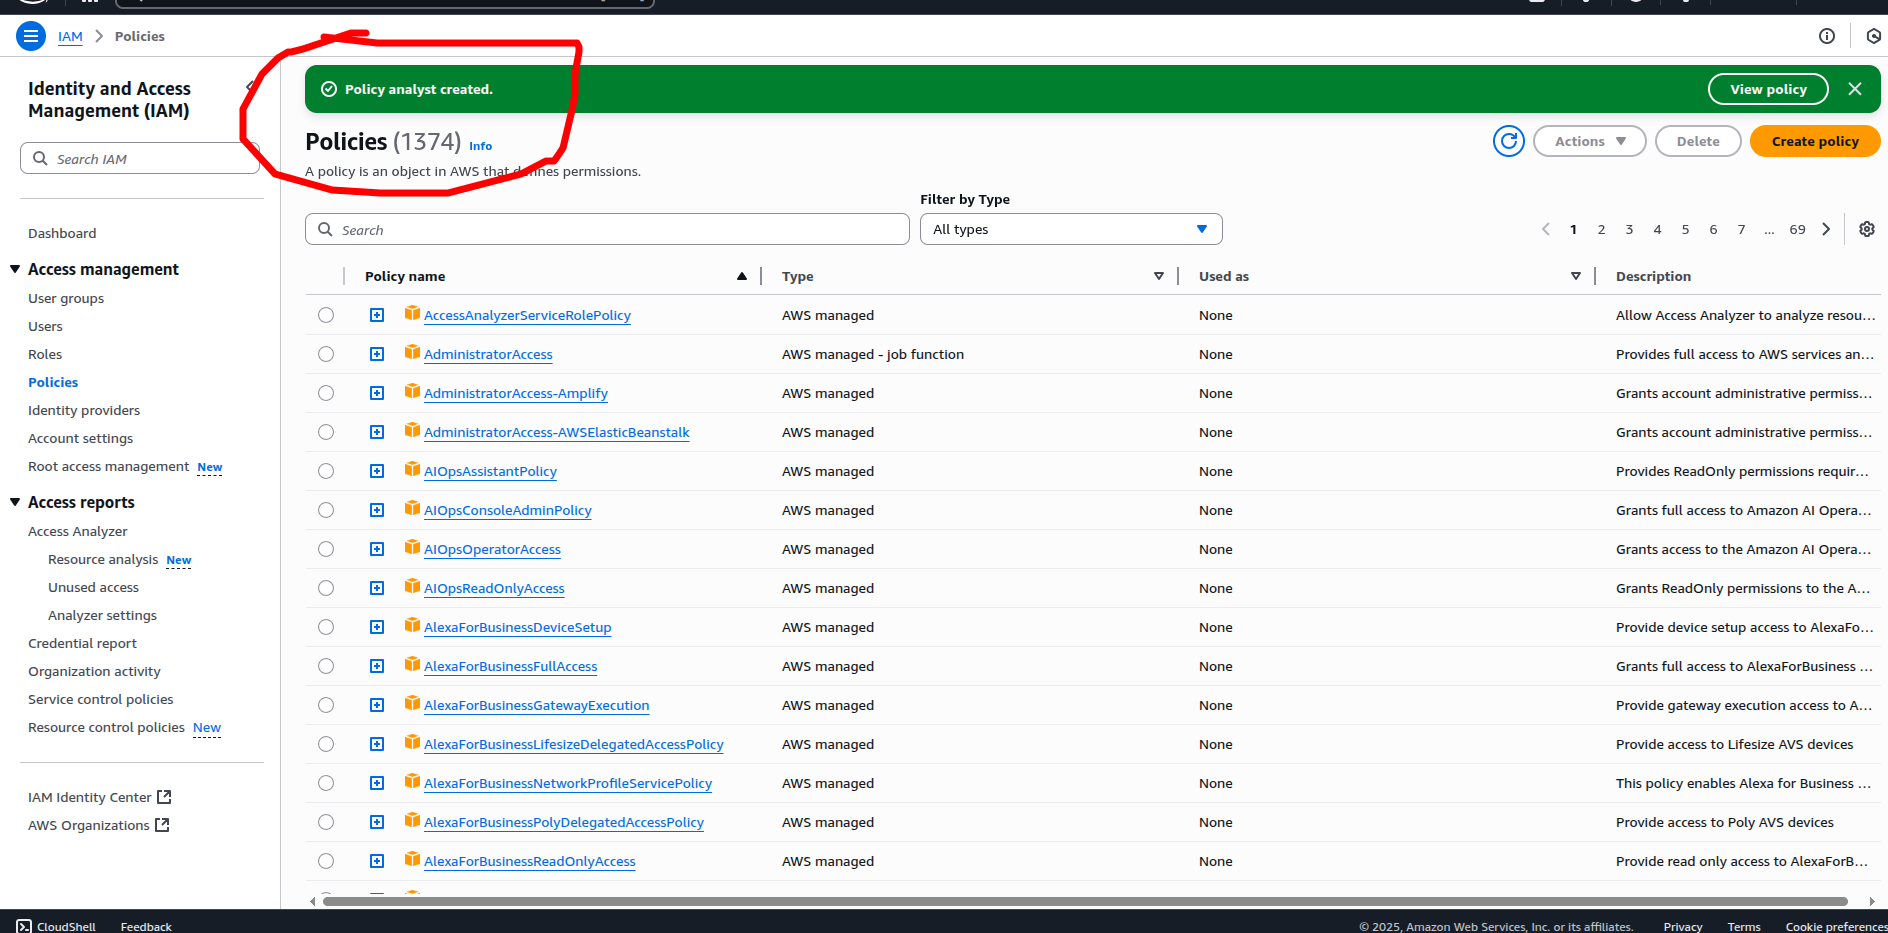 IAM > Policies
Identity and Access
Management (IAM)
Search IAM
Dashboard
Access management
User groups
Users
Roles
Policies
Identity providers
Account settings
Root access management New
Access reports
Access Analyzer
Resource analysis New
Unused access
Analyzer settings
Credential report
Organization activity
Service control policies
Resource control policies New
IAM Identity Center
AWS Organizations
Policy analyst created.
View policy
Policies (1374) Info
A policy is an object in AWS that defines permissions.
Actions
Delete
Create policy
Filter by Type
Search
All types
1 2 3 4 5 6 7 ... 69
Policy name Type Used as Description
AccessAnalyzerServiceRolePolicy AWS managed None Allow Access Analyzer to analyze resou...
AdministratorAccess AWS managed - job function None Provides full access to AWS services an...
AdministratorAccess-Amplify AWS managed None Grants account administrative permiss...
AdministratorAccess-AWSElasticBeanstalk AWS managed None Grants account administrative permiss...
AIOpsAssistantPolicy AWS managed None Provides ReadOnly permissions requir...
AIOpsConsoleAdminPolicy AWS managed None Grants full access to Amazon AI Opera...
AIOpsOperatorAccess AWS managed None Grants access to the Amazon AI Opera...
AIOpsReadOnlyAccess AWS managed None Grants ReadOnly permissions to the A...
AlexaForBusinessDeviceSetup AWS managed None Provide device setup access to AlexaFo...
AlexaForBusinessFullAccess AWS managed None Grants full access to AlexaForBusiness ...
AlexaForBusinessGatewayExecution AWS managed None Provide gateway execution access to A...
AlexaForBusinessLifesizeDelegatedAccessPolicy AWS managed None Provide access to Lifesize AVS devices
AlexaForBusinessNetworkProfileServicePolicy AWS managed None This policy enables Alexa for Business ...
AlexaForBusinessPolyDelegatedAccessPolicy AWS managed None Provide access to Poly AVS devices
AlexaForBusinessReadOnlyAccess AWS managed None Provide read only access to AlexaForB...
CloudShell Feedback © 2025, Amazon Web Services, Inc. or its affiliates. Privacy Terms Cookie preferences